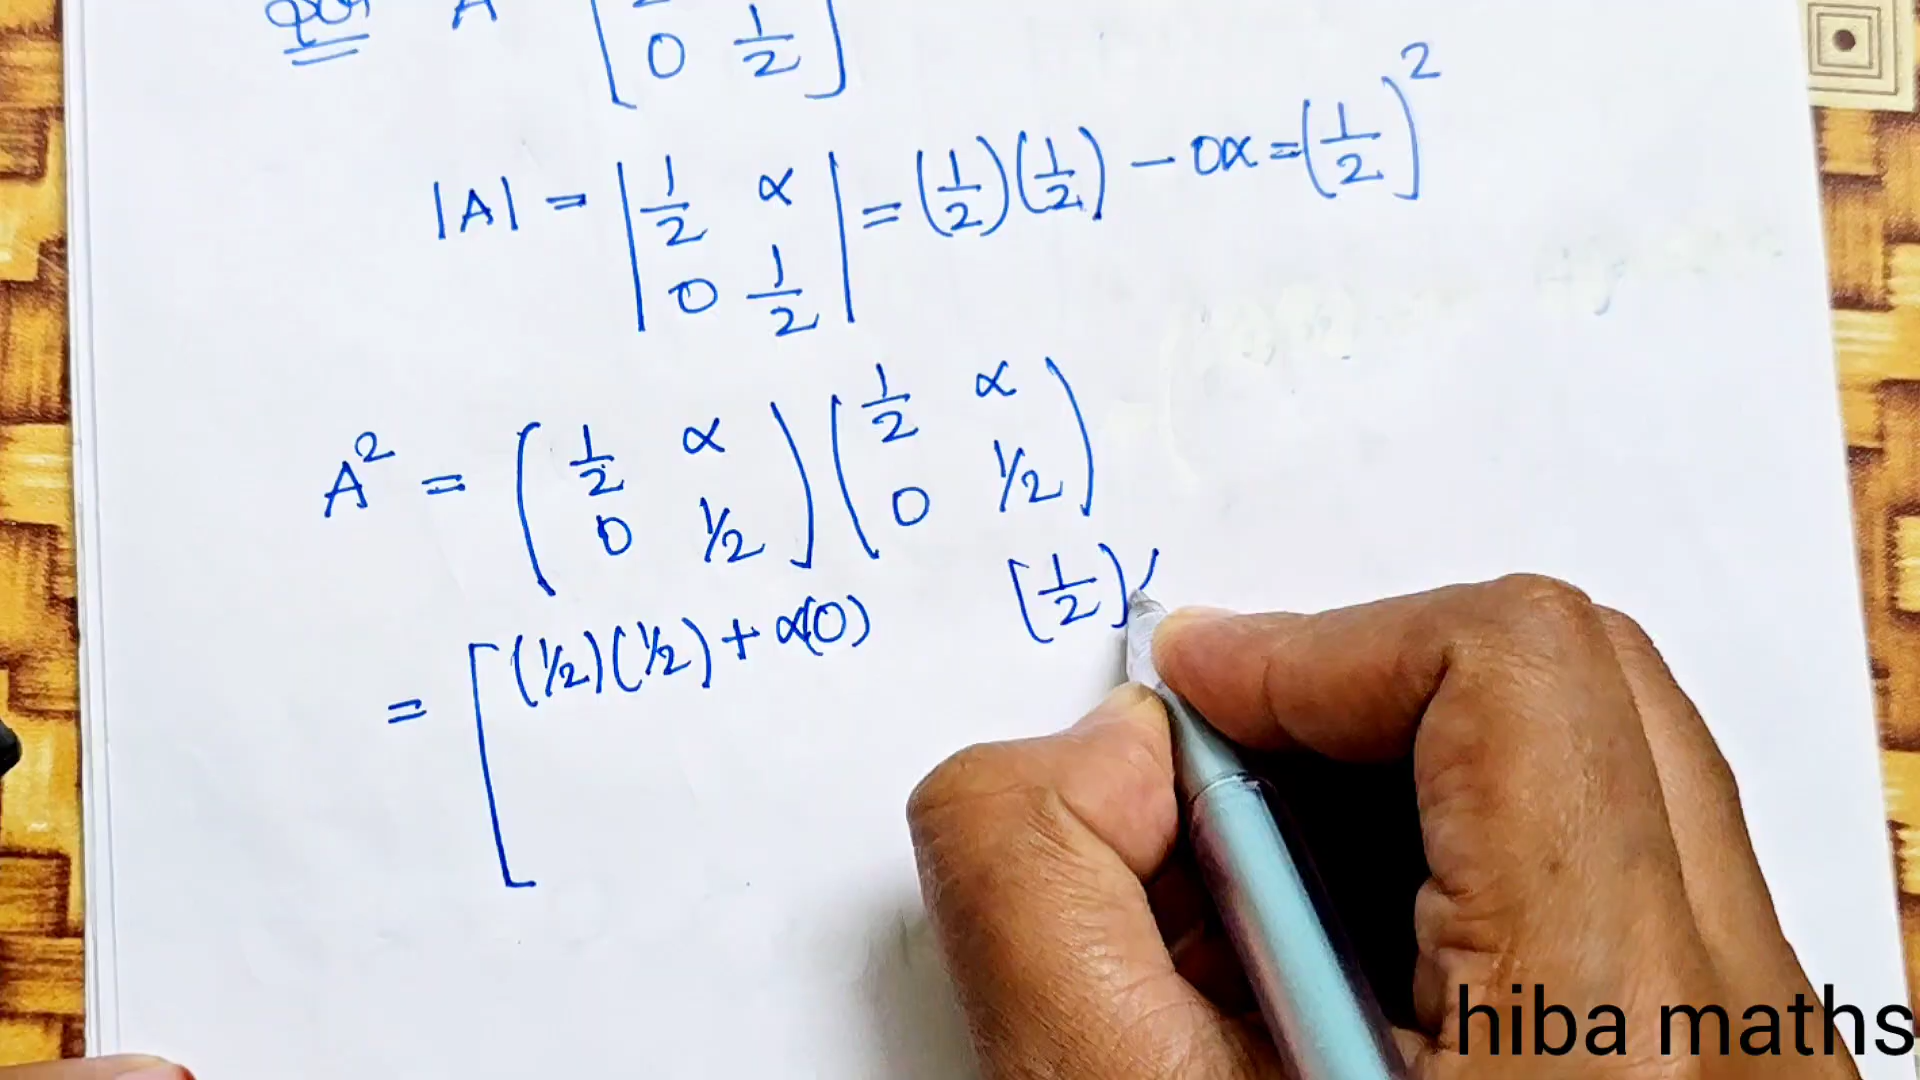 A [ 0 1/2 ]
|A| = | 1/2 α | = (1/2)(1/2) - 0α = (1/2)^2
| 0 1/2 |
A^2 = ( 1/2 α ) ( 1/2 α )
( 0 1/2 ) ( 0 1/2 )
= [ (1/2)(1/2) + α(0) (1/2)
hiba maths